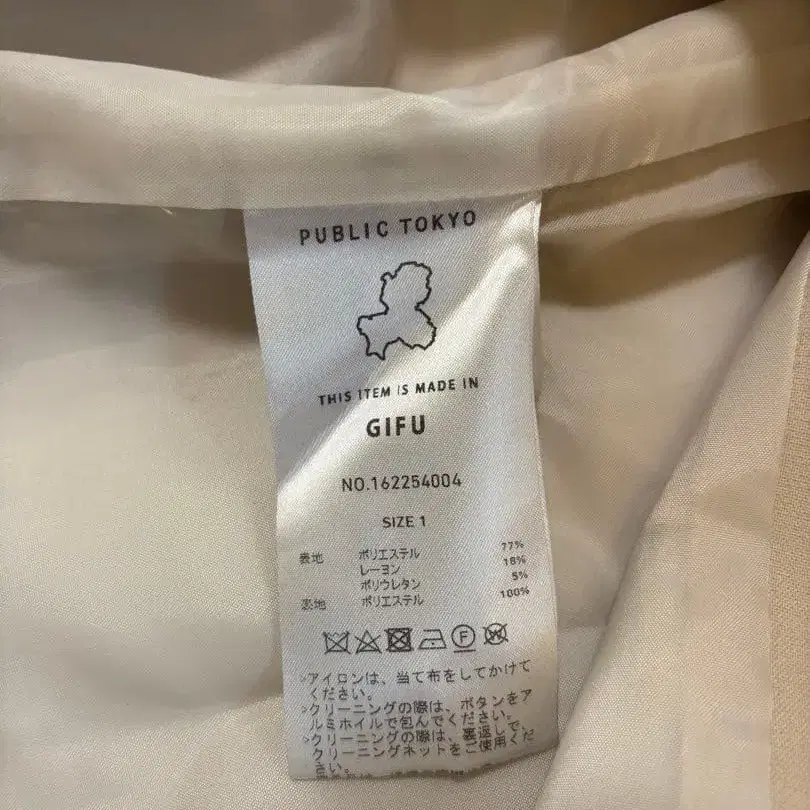 PUBLIC TOKYO
THIS ITEM IS MADE IN
GIFU
NO.162254004
SIZE 1
表地 ポリエステル 77%
レーヨン 18%
ポリウレタン 5%
裏地 ポリエステル 100%
F W
>アイロンは、当て布をしてかけて
ください。
>クリーニングの際は、ボタンをア
ルミホイルで包んでください。
>クリーニングの際は、裏返しで、
クリーニングネットをご使用くだ
さい。